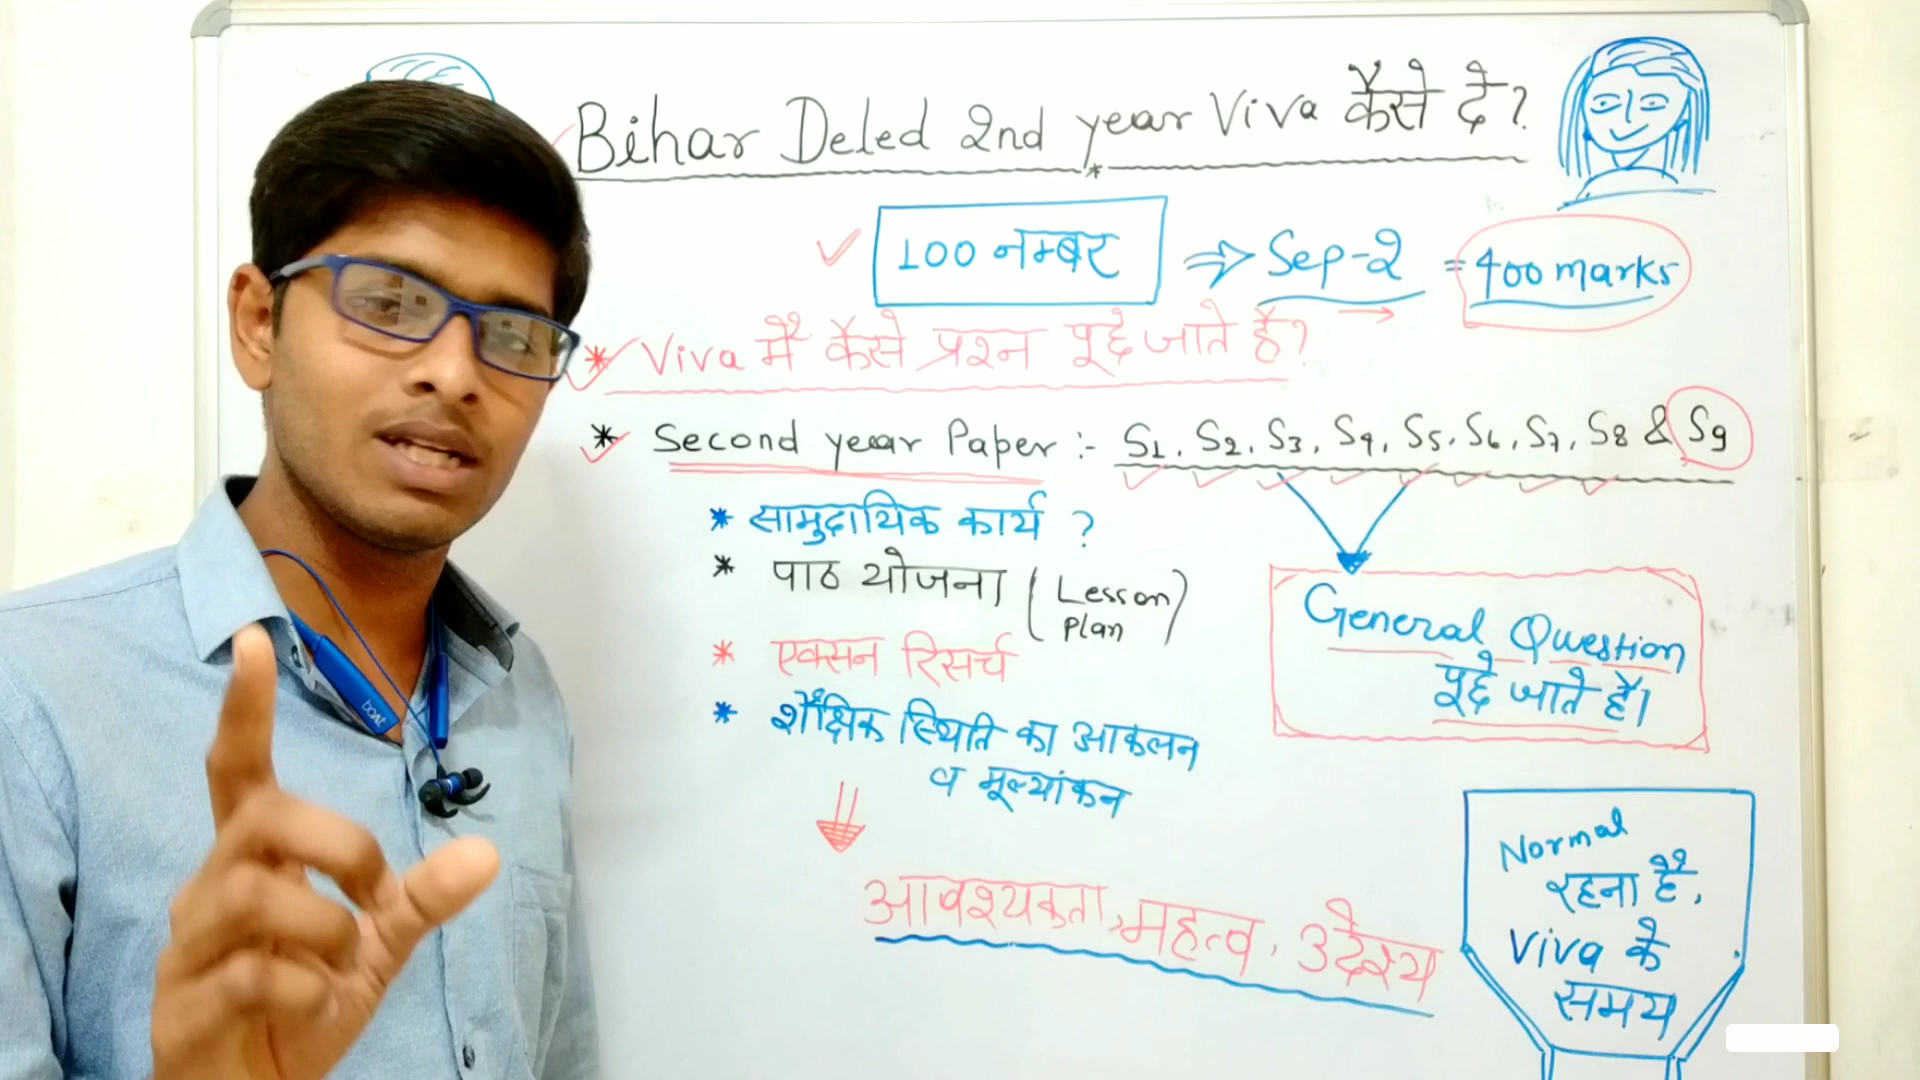 Bihar Deled 2nd year Viva कैसे दे?
100 नम्बर ⇒ Sep-2 = 400 marks
* Viva में कैसे प्रश्न पूछे जाते है?
* Second year Paper :- S1, S2, S3, S4, S5, S6, S7, S8 & S9
* सामुदायिक कार्य ?
* पाठ योजना (Lesson Plan)
* एक्सन रिसर्च
* शैक्षिक स्थिति का आकलन
व मूल्यांकन
General Question
पूछे जाते हैं।
आवश्यकता, महत्व, उद्देश्य
Normal
रहना है,
Viva के
समय
boAt